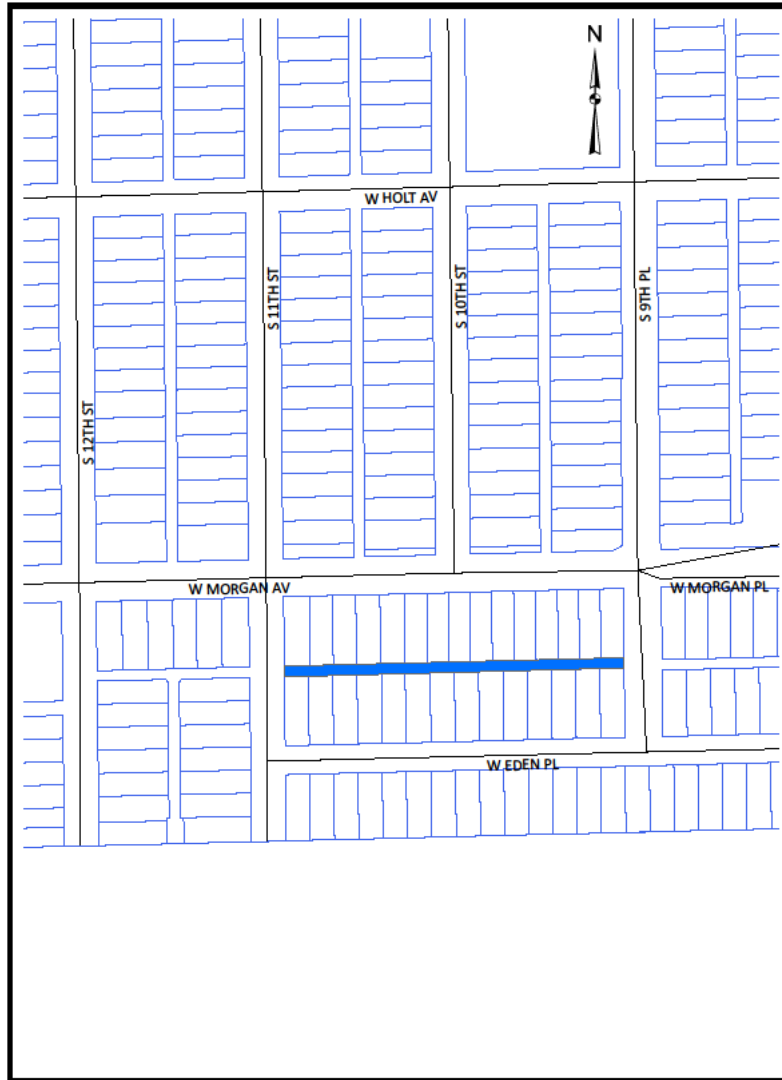 N
W HOLT AV
S 11TH ST
S 10TH ST
S 9TH PL
S 12TH ST
W MORGAN AV
W MORGAN PL
W EDEN PL